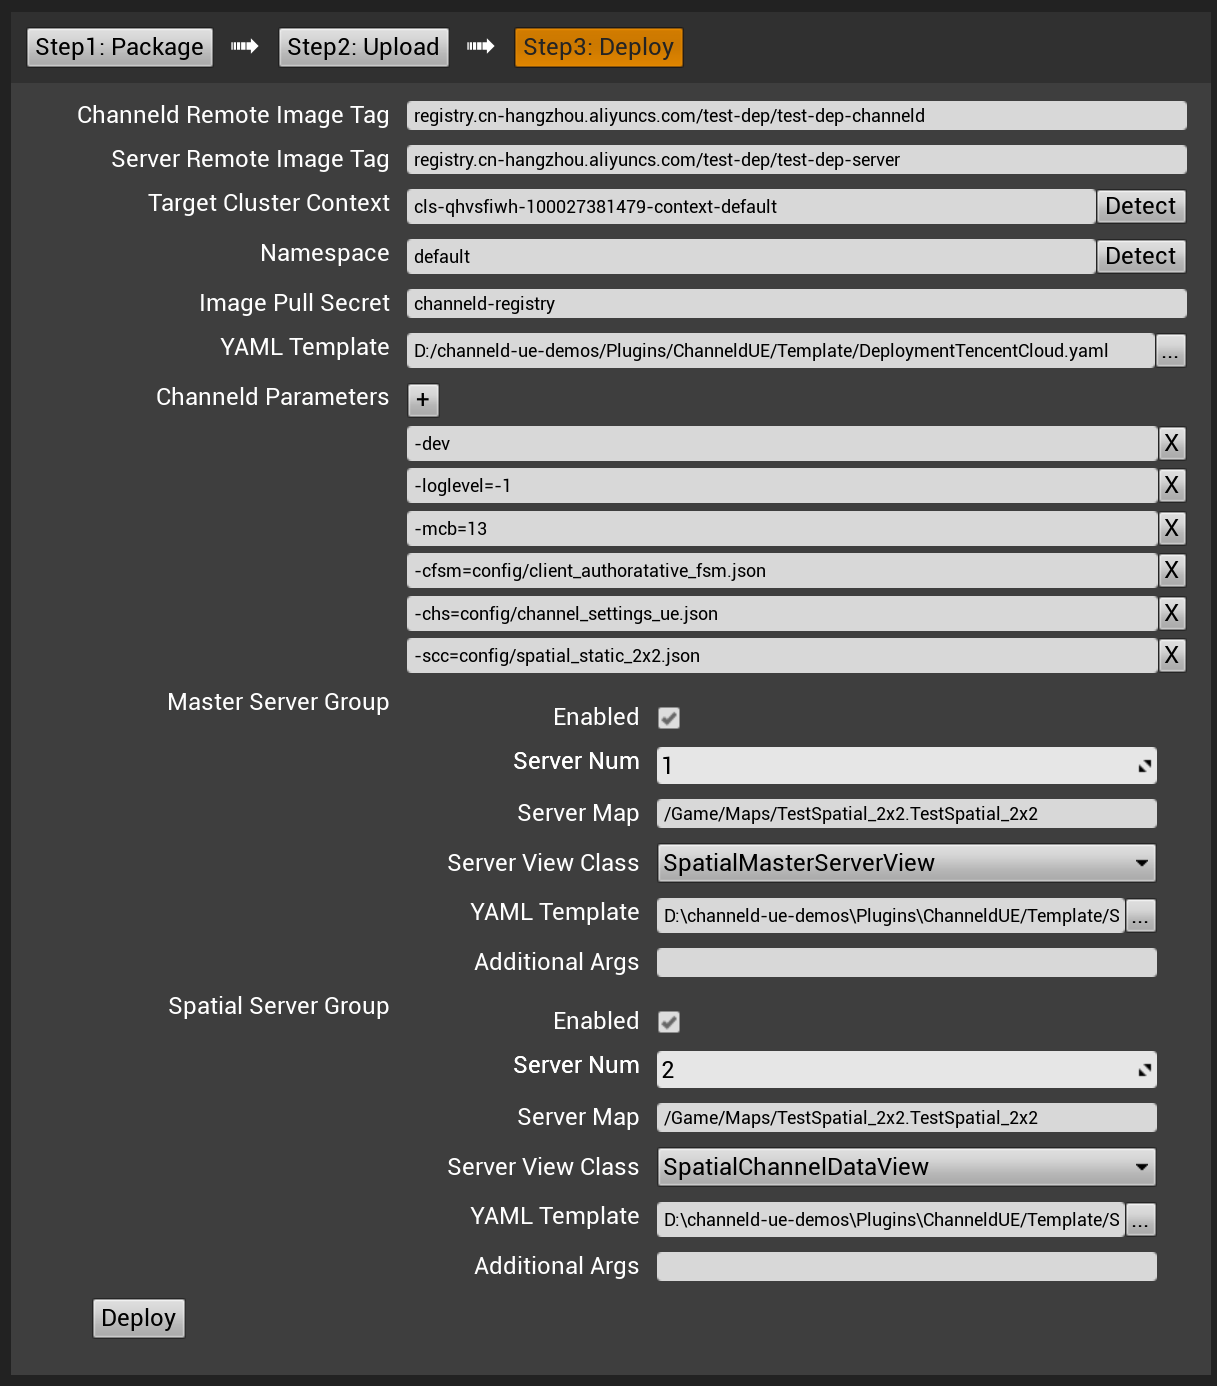 Step1: Package Step2: Upload Step3: Deploy
Channeld Remote Image Tag registry.cn-hangzhou.aliyuncs.com/test-dep/test-dep-channeld
Server Remote Image Tag registry.cn-hangzhou.aliyuncs.com/test-dep/test-dep-server
Target Cluster Context cls-qhvsfiwh-100027381479-context-default Detect
Namespace default Detect
Image Pull Secret channeld-registry
YAML Template D:/channeld-ue-demos/Plugins/ChanneldUE/Template/DeploymentTencentCloud.yaml ...
Channeld Parameters +
-dev X
-loglevel=-1 X
-mcb=13 X
-cfsm=config/client_authoratative_fsm.json X
-chs=config/channel_settings_ue.json X
-scc=config/spatial_static_2x2.json X
Master Server Group
Enabled
Server Num 1
Server Map /Game/Maps/TestSpatial_2x2.TestSpatial_2x2
Server View Class SpatialMasterServerView
YAML Template D:\channeld-ue-demos\Plugins\ChanneldUE/Template/S ...
Additional Args
Spatial Server Group
Enabled
Server Num 2
Server Map /Game/Maps/TestSpatial_2x2.TestSpatial_2x2
Server View Class SpatialChannelDataView
YAML Template D:\channeld-ue-demos\Plugins\ChanneldUE/Template/S ...
Additional Args
Deploy